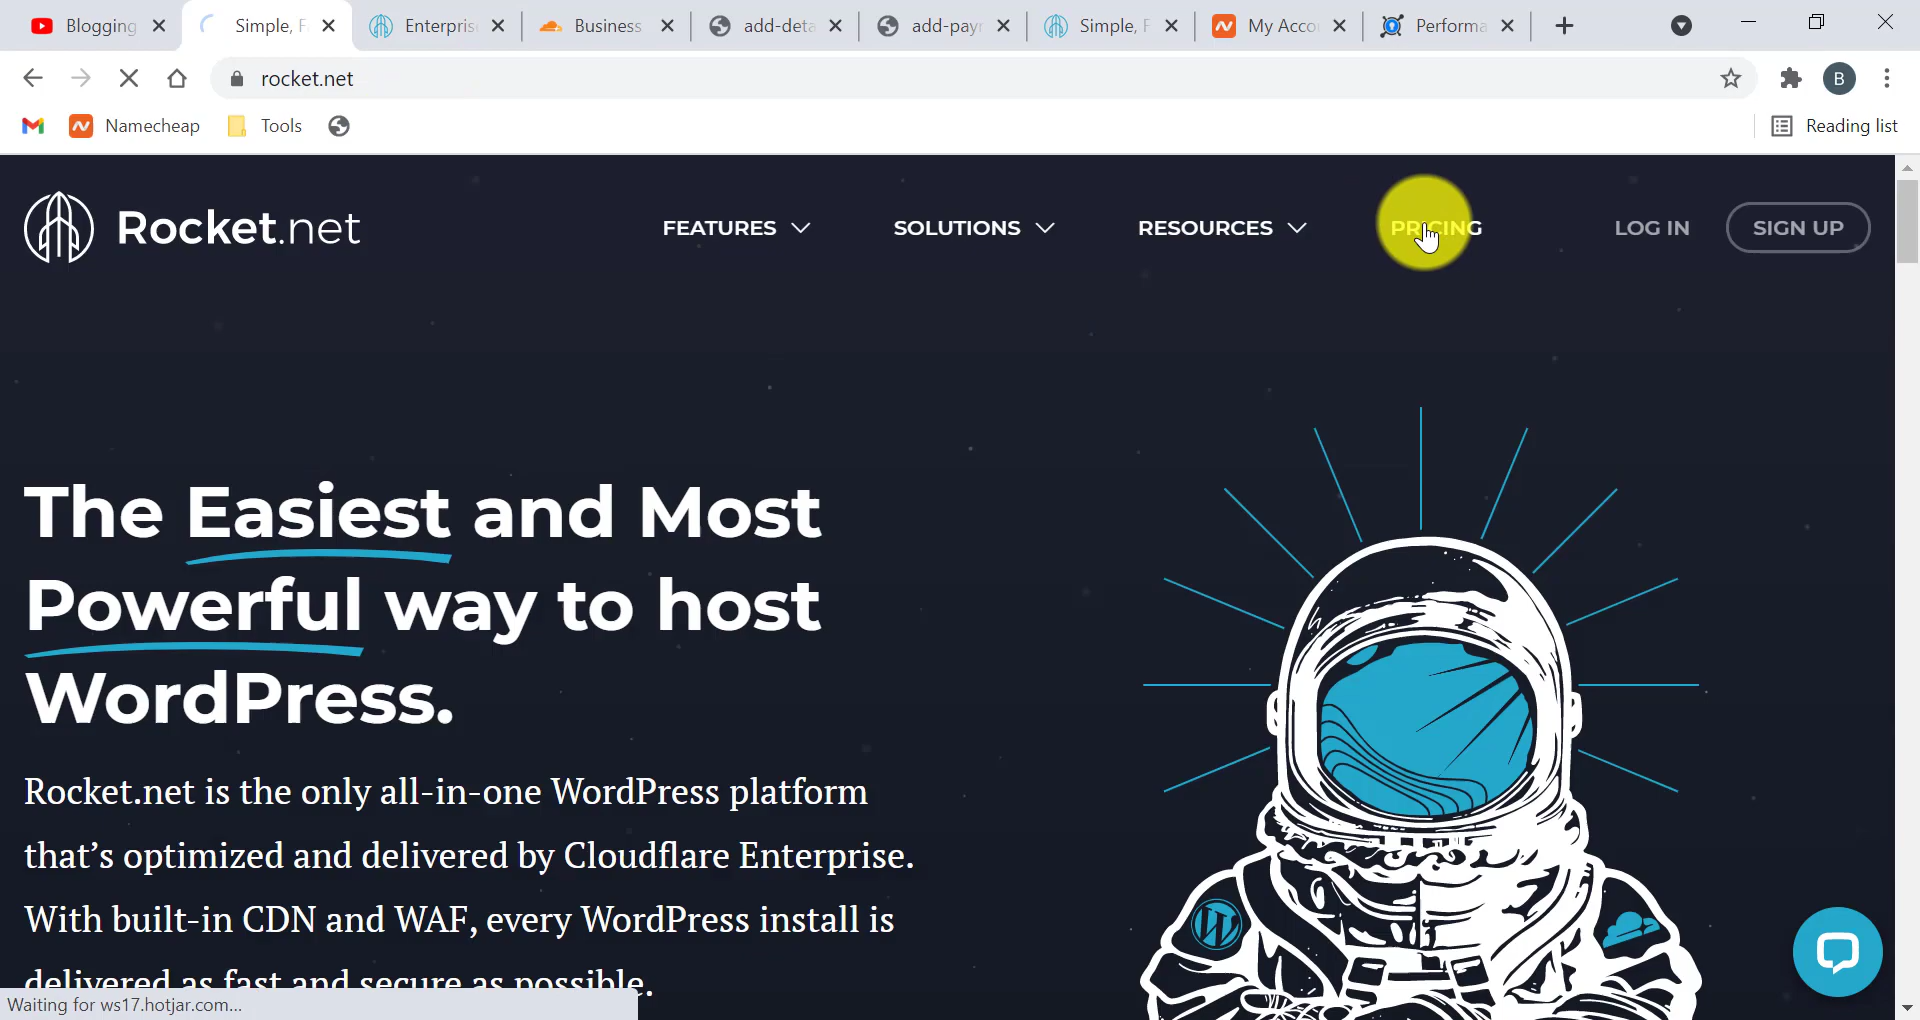 Blogging
Simple, F
Enterpris
Business
add-deta
add-payr
Simple, F
My Acco
Performa
rocket.net
B
Namecheap
Tools
Reading list
Rocket.net
FEATURES
SOLUTIONS
RESOURCES
PRICING
LOG IN
SIGN UP
The Easiest and Most
Powerful way to host
WordPress.
Rocket.net is the only all-in-one WordPress platform
that’s optimized and delivered by Cloudflare Enterprise.
With built-in CDN and WAF, every WordPress install is
delivered as fast and secure as possible.
Waiting for ws17.hotjar.com...